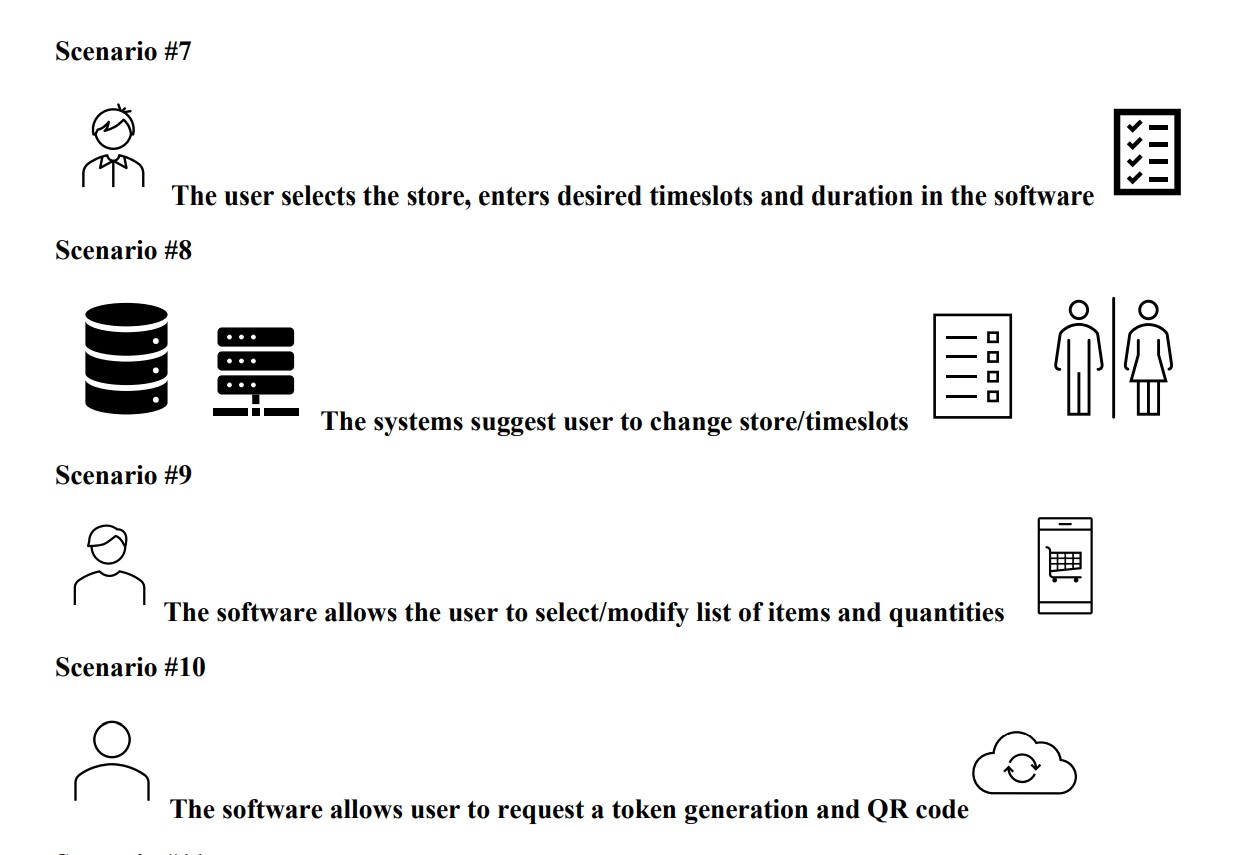 Scenario #7
The user selects the store, enters desired timeslots and duration in the software
Scenario #8
The systems suggest user to change store/timeslots
Scenario #9
The software allows the user to select/modify list of items and quantities
Scenario #10
The software allows user to request a token generation and QR code